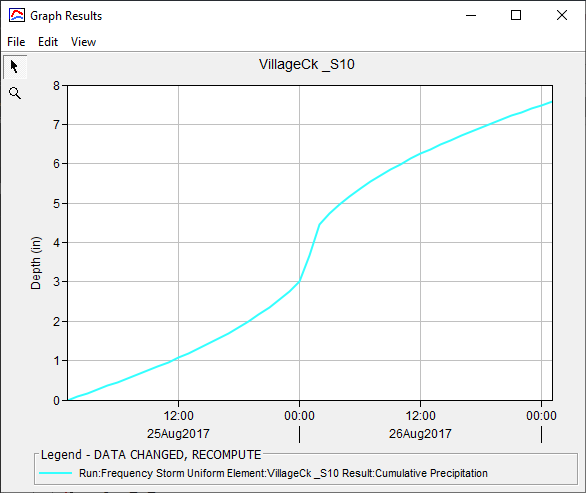 Graph Results
File Edit View
VillageCk _S10
8
7
6
5
4
3
2
1
0
Depth (in)
12:00 00:00 12:00 00:00
25Aug2017 26Aug2017
Legend - DATA CHANGED, RECOMPUTE
Run:Frequency Storm Uniform Element:VillageCk _S10 Result:Cumulative Precipitation